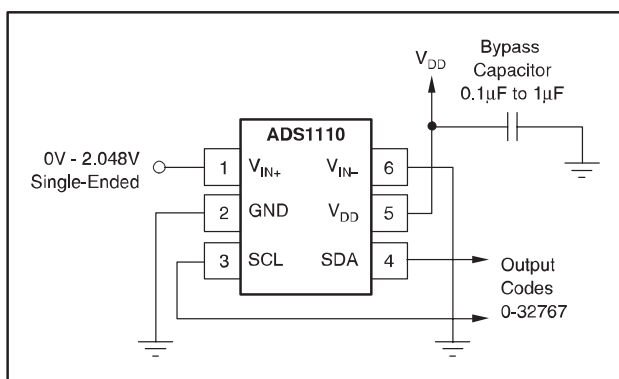 V_DD
Bypass
Capacitor
0.1µF to 1µF
ADS1110
0V - 2.048V
Single-Ended
1 V_IN+ V_IN– 6
2 GND V_DD 5
3 SCL SDA 4
Output
Codes
0-32767